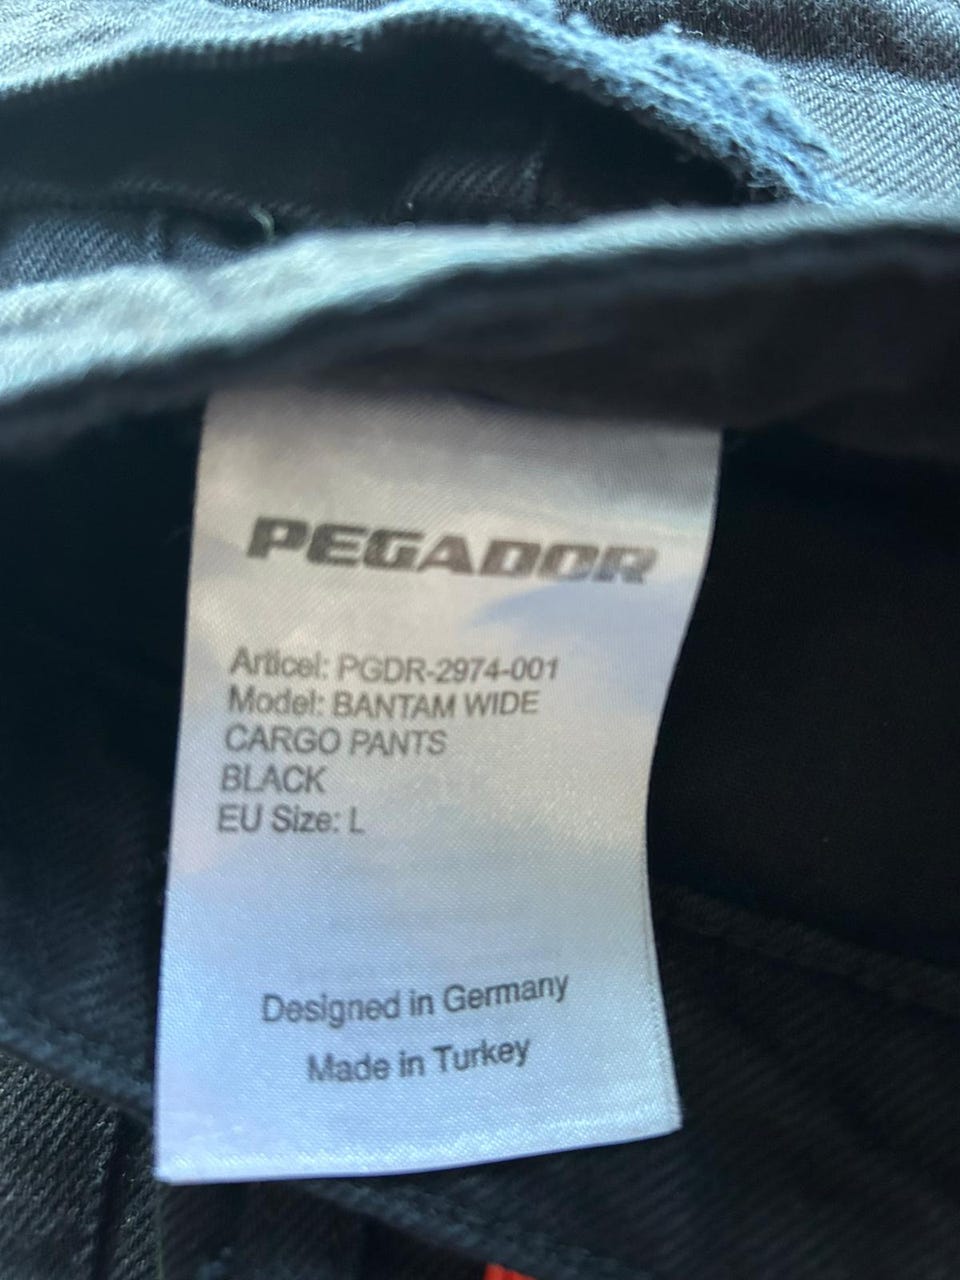 PEGADOR
Articel: PGDR-2974-001
Model: BANTAM WIDE
CARGO PANTS
BLACK
EU Size: L
Designed in Germany
Made in Turkey